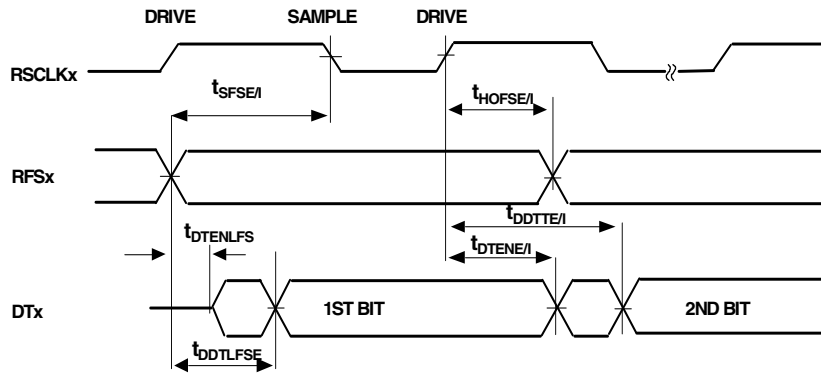 DRIVE SAMPLE DRIVE
RSCLKx
tSFSE/I
tHOFSE/I
RFSx
tDDTTE/I
tDTENLFS
tDTENE/I
DTx
1ST BIT
2ND BIT
tDDTLFSE